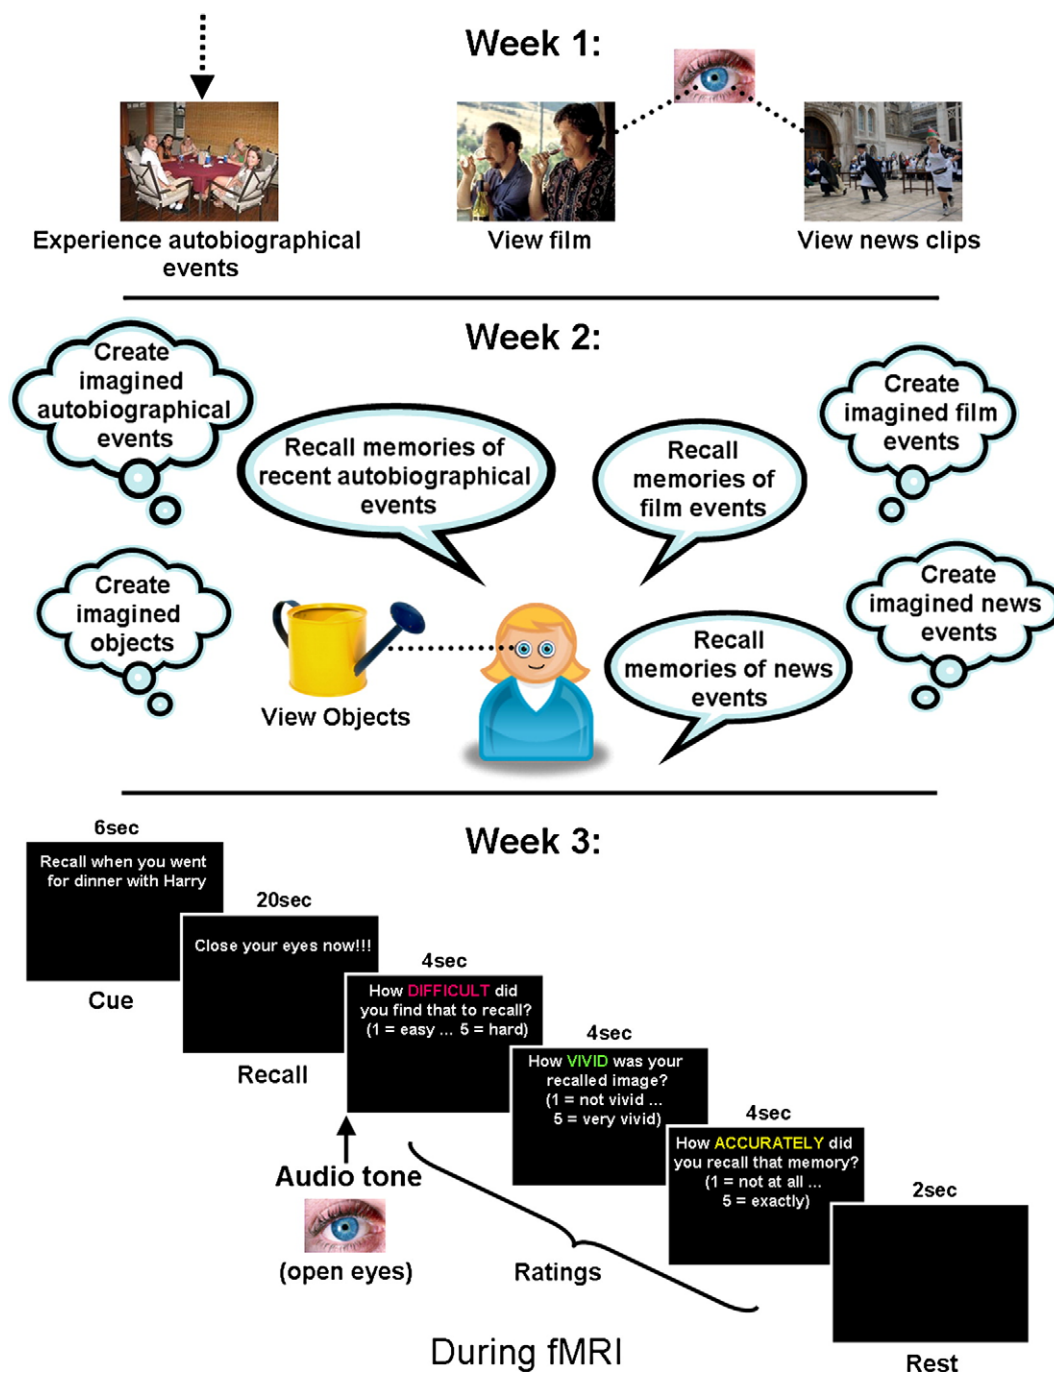 Week 1:
Experience autobiographical
events
View film
View news clips
Week 2:
Create
imagined
autobiographical
events
Recall memories of
recent autobiographical
events
Recall
memories of
film events
Create
imagined film
events
Create
imagined
objects
View Objects
Recall
memories of news
events
Create
imagined news
events
Week 3:
6sec
Recall when you went
for dinner with Harry
Cue
20sec
Close your eyes now!!!
Recall
4sec
How DIFFICULT did
you find that to recall?
(1 = easy ... 5 = hard)
Audio tone
(open eyes)
4sec
How VIVID was your
recalled image?
(1 = not vivid ...
5 = very vivid)
4sec
How ACCURATELY did
you recall that memory?
(1 = not at all ...
5 = exactly)
Ratings
2sec
Rest
During fMRI